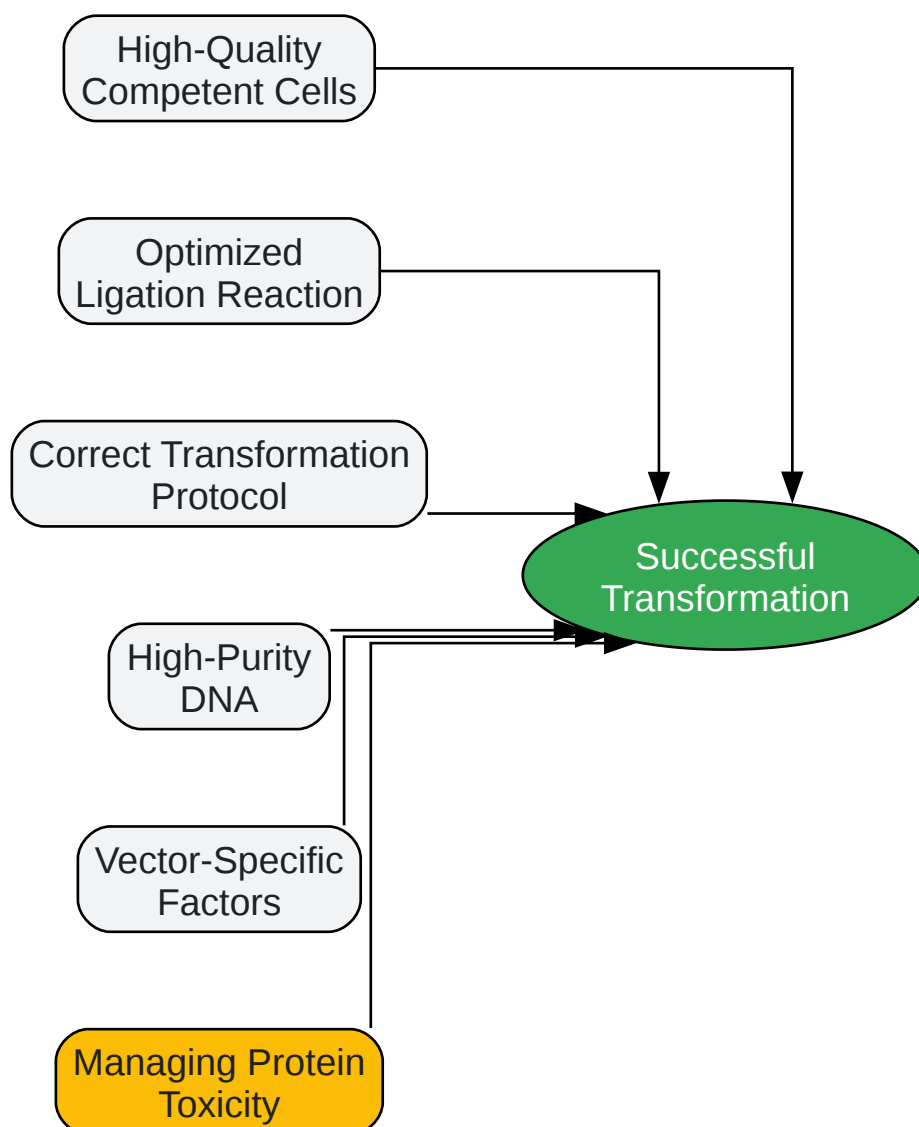 High-Quality
Competent Cells
Optimized
Ligation Reaction
Correct Transformation
Protocol
Successful
Transformation
High-Purity
DNA
Vector-Specific
Factors
Managing Protein
Toxicity